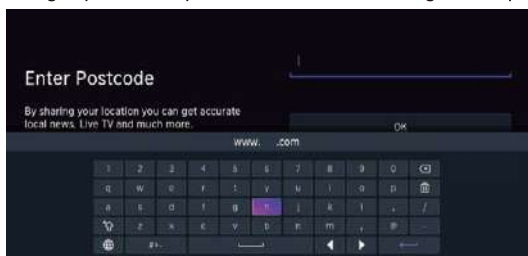 Enter Postcode
By sharing your location you can get accurate
local news, Live TV and much more.
OK
www. .com
1 2 3 4 5 6 7 8 9 0
q w e r t y u i o p
a s d f g h j k l . /
z x c v b n m , @ -
#+-